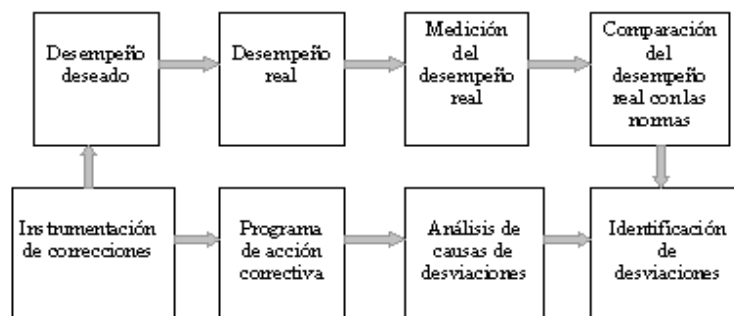 Desempeño
deseado
Desempeño
real
Medición
del
desempeño
real
Comparación
del
desempeño
real con las
normas
Instrumentación
de correcciones
Programa
de acción
correctiva
Análisis de
causas de
desviaciones
Identificación
de
desviaciones